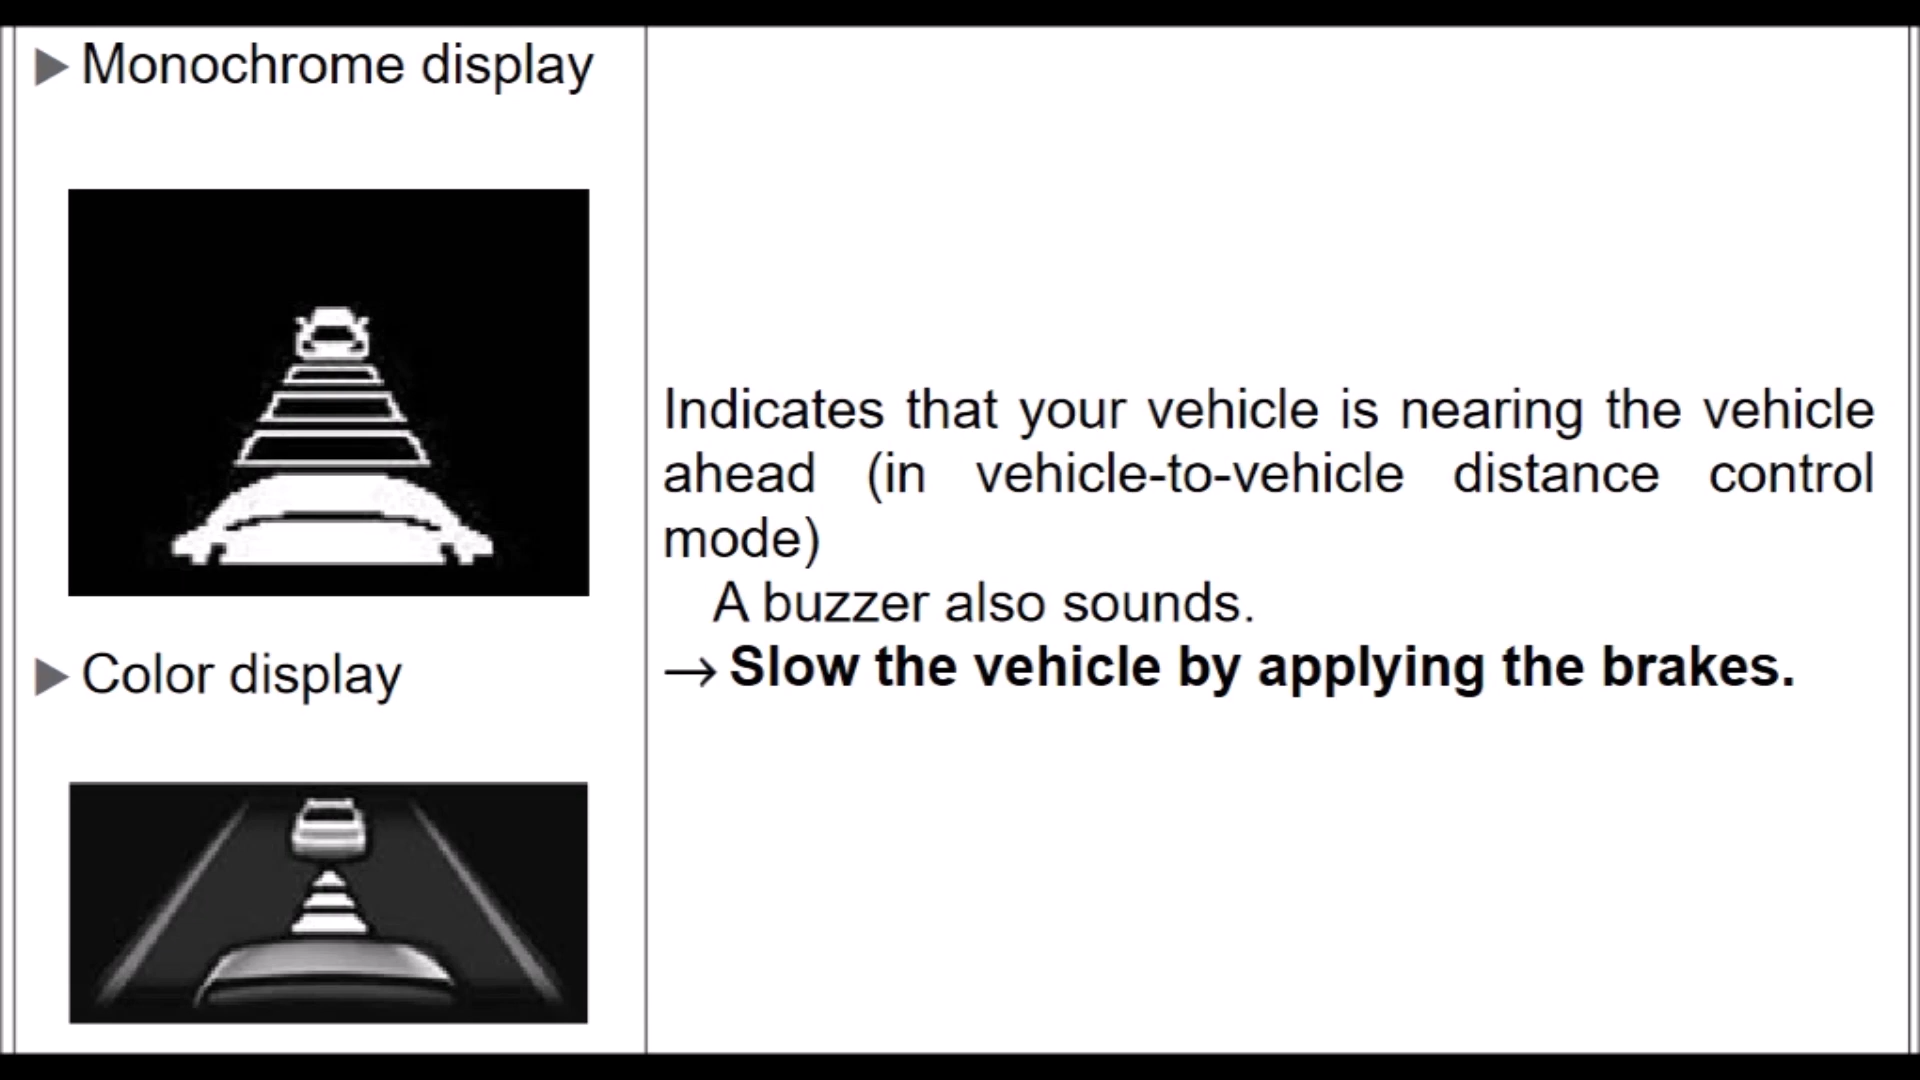 Monochrome display
Color display
Indicates that your vehicle is nearing the vehicle
ahead (in vehicle-to-vehicle distance control
mode)
A buzzer also sounds.
→ Slow the vehicle by applying the brakes.